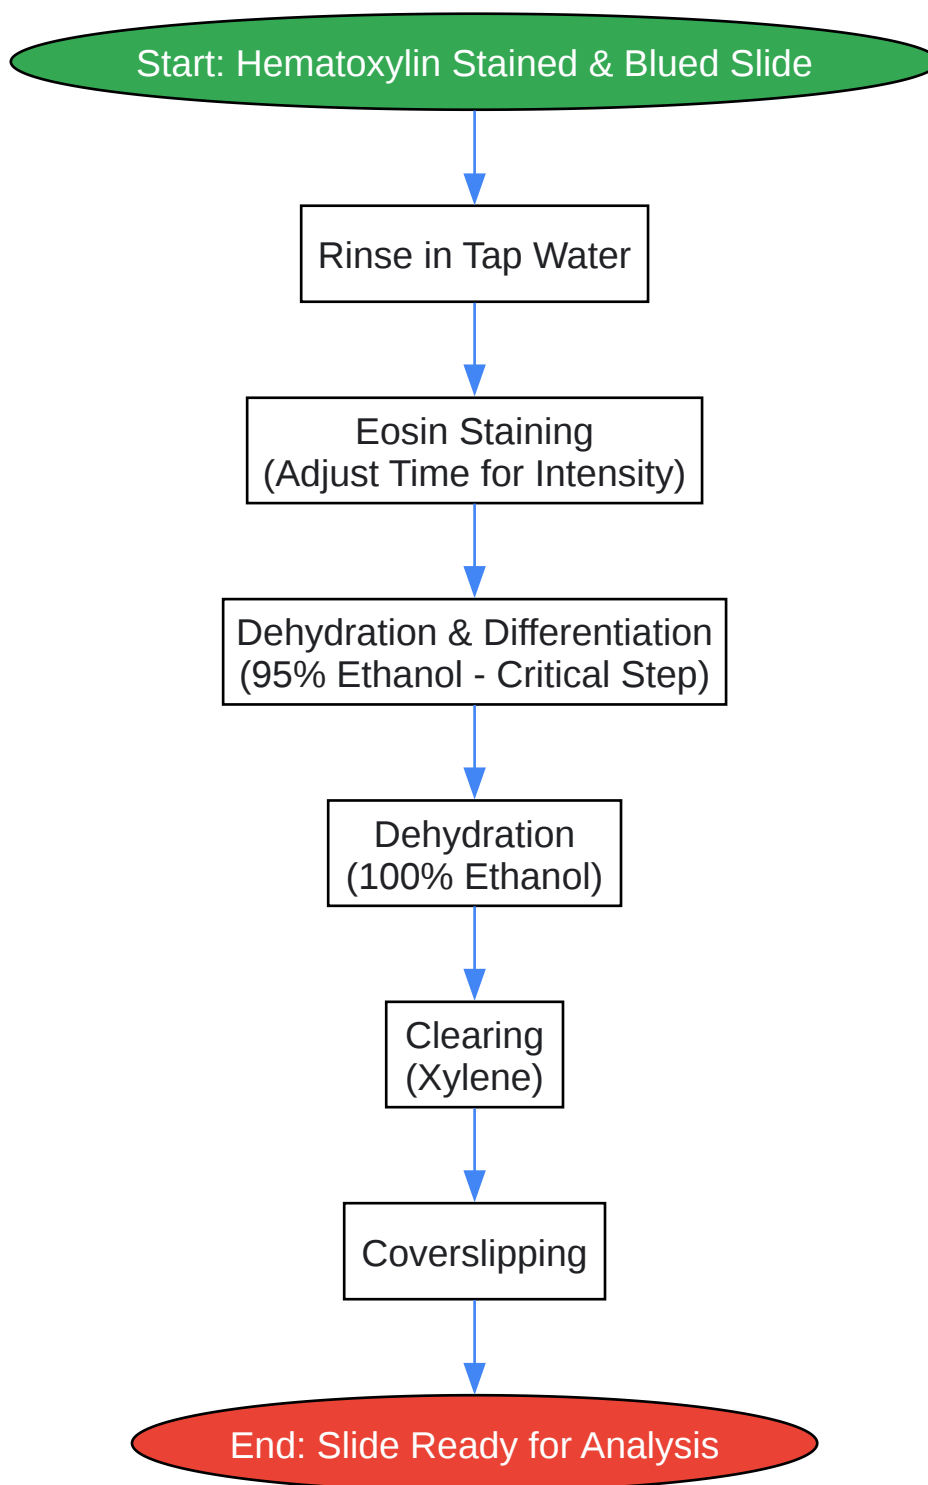 Start: Hematoxylin Stained & Blued Slide
Rinse in Tap Water
Eosin Staining
(Adjust Time for Intensity)
Dehydration & Differentiation
(95% Ethanol - Critical Step)
Dehydration
(100% Ethanol)
Clearing
(Xylene)
Coverslipping
End: Slide Ready for Analysis